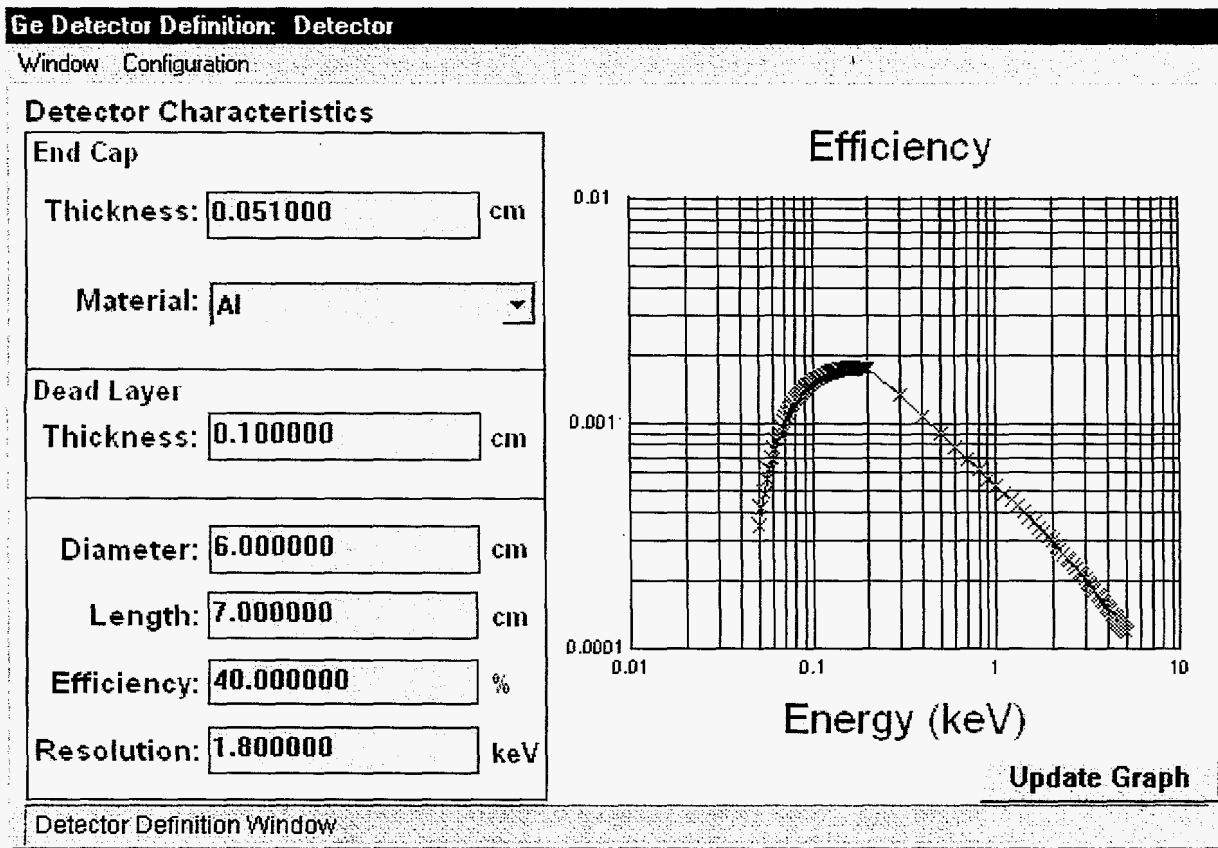 Ge Detector Definition: Detector
Window Configuration
Detector Characteristics
End Cap
Thickness: 0.051000 cm
Material: Al
Dead Layer
Thickness: 0.100000 cm
Diameter: 6.000000 cm
Length: 7.000000 cm
Efficiency: 40.000000 %
Resolution: 1.800000 keV
Efficiency
0.01
0.001
0.0001
0.01 0.1 1 10
Energy (keV)
Update Graph
Detector Definition Window